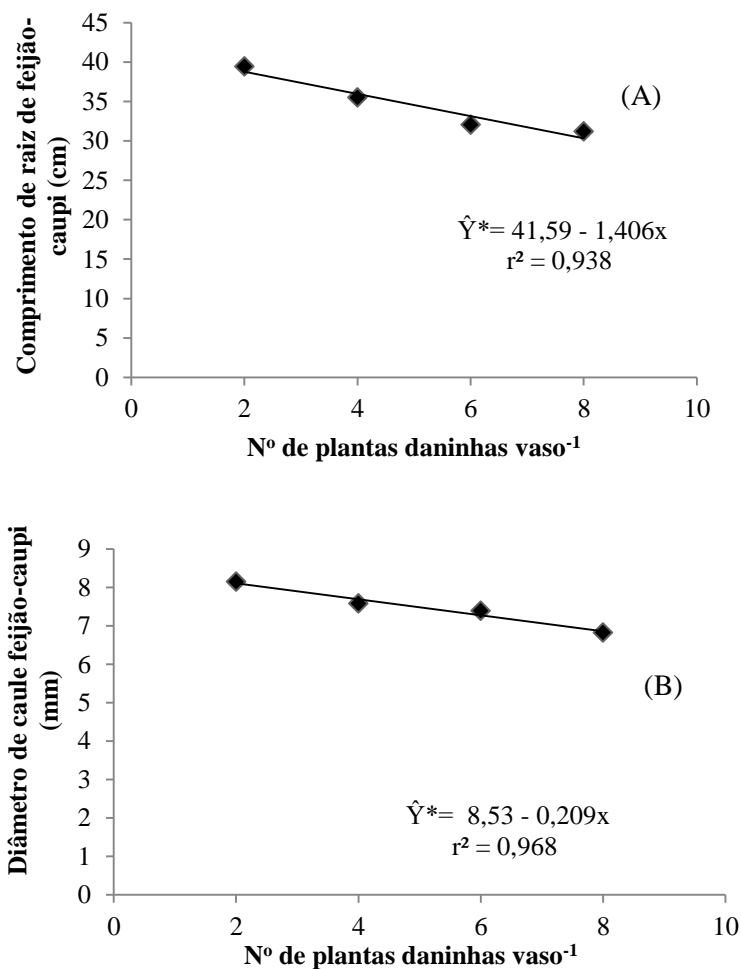 Comprimento de raiz de feijão-
caupi (cm)
40
45
35
30
25
20
15
10
5
0
(A)
Ŷ*= 41,59 - 1,406x
r² = 0,938
0 2 4 6 8 10
Nº de plantas daninhas vaso⁻¹
Diâmetro de caule feijão-caupi
(mm)
9
8
7
6
5
4
3
2
1
0
(B)
Ŷ*= 8,53 - 0,209x
r² = 0,968
0 2 4 6 8 10
Nº de plantas daninhas vaso⁻¹